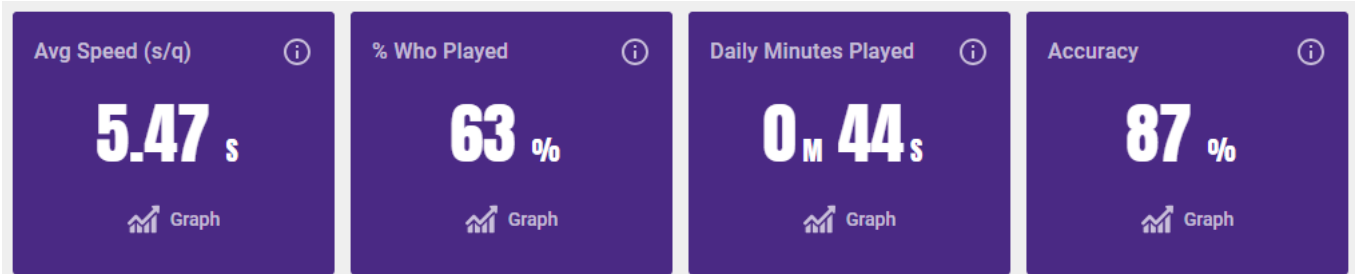 Avg Speed (s/q)
% Who Played
Daily Minutes Played
Accuracy
5.47 S
63 %
0 M 44 S
87 %
Graph
Graph
Graph
Graph